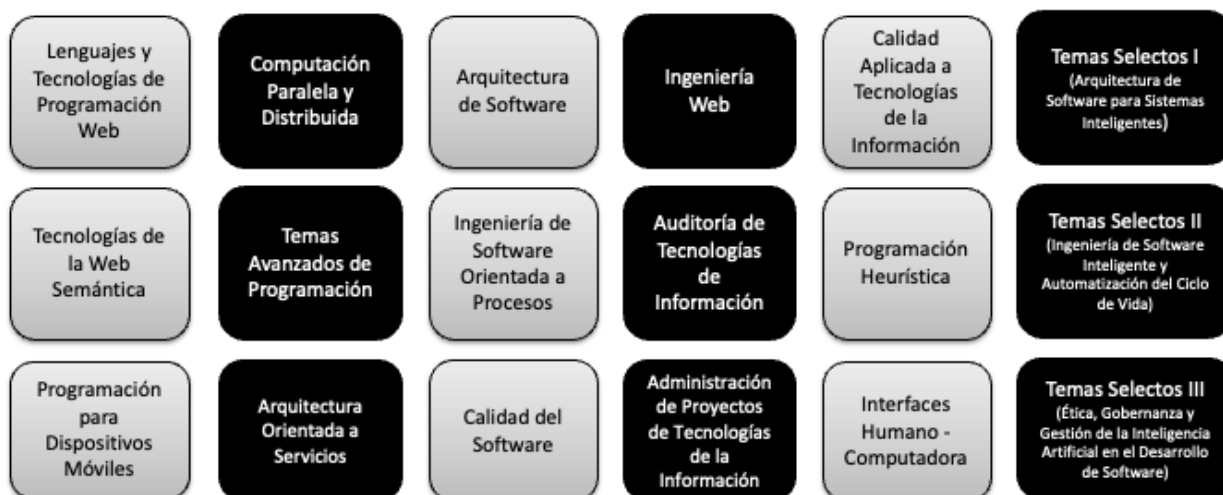 Lenguajes y
Tecnologías de
Programación
Web
Computación
Paralela y
Distribuida
Arquitectura
de Software
Ingeniería
Web
Calidad
Aplicada a
Tecnologías
de la
Información
Temas Selectos I
(Arquitectura de
Software para Sistemas
Inteligentes)
Tecnologías de
la Web
Semántica
Temas
Avanzados de
Programación
Ingeniería de
Software
Orientada a
Procesos
Auditoría de
Tecnologías
de
Información
Programación
Heurística
Temas Selectos II
(Ingeniería de Software
Inteligente y
Automatización del Ciclo
de Vida)
Programación
para
Dispositivos
Móviles
Arquitectura
Orientada a
Servicios
Calidad del
Software
Administración
de Proyectos
de Tecnologías
de la
Información
Interfaces
Humano -
Computadora
Temas Selectos III
(Ética, Gobernanza y
Gestión de la Inteligencia
Artificial en el Desarrollo
de Software)